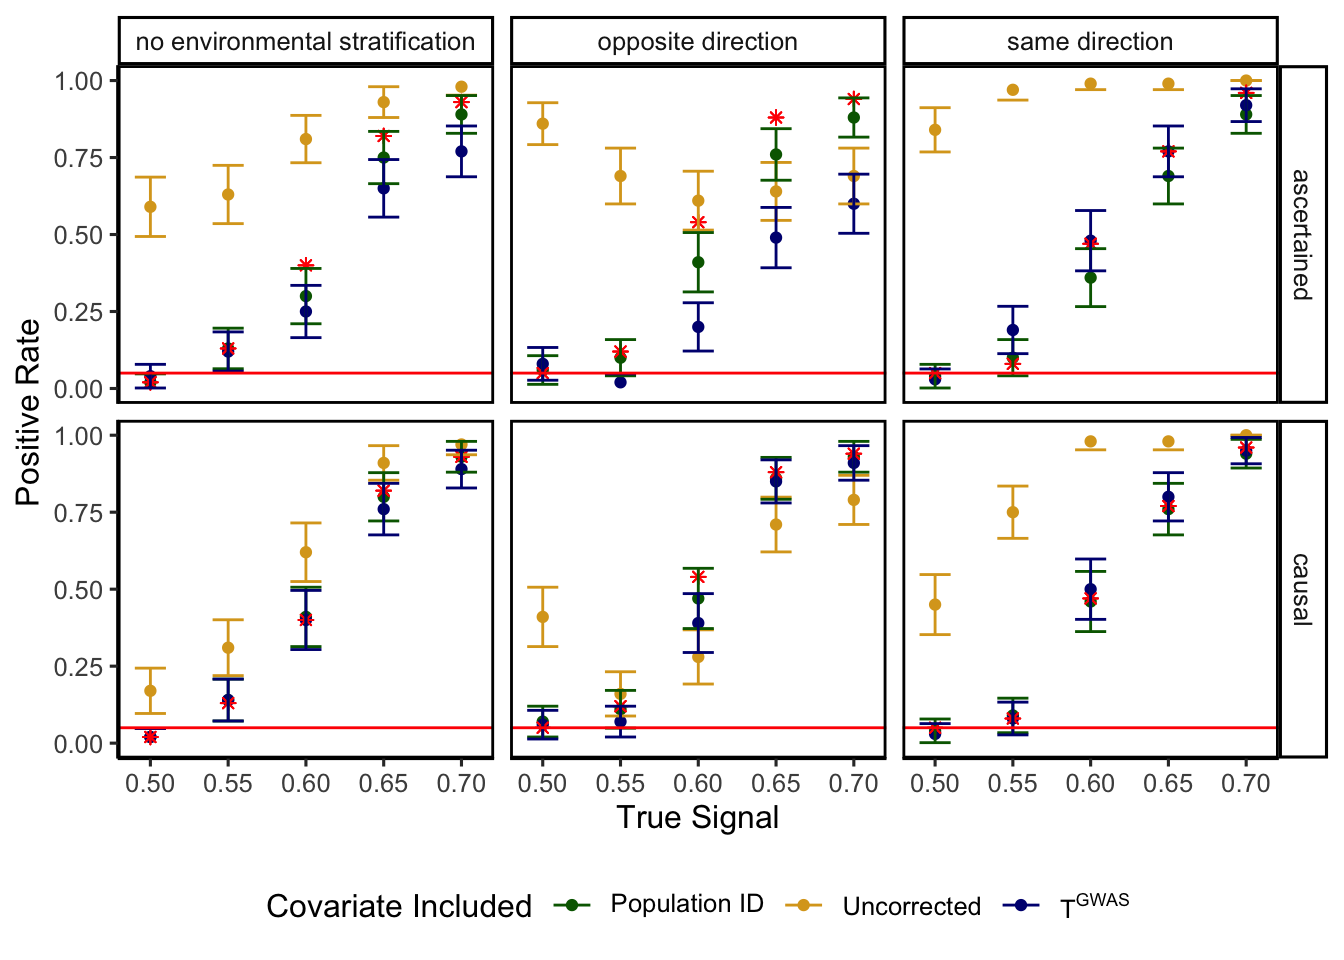 no environmental stratification
opposite direction
same direction
1.00
0.75
0.50
0.25
0.00
ascertained
Positive Rate
1.00
0.75
0.50
0.25
0.00
causal
0.50 0.55 0.60 0.65 0.70
0.50 0.55 0.60 0.65 0.70
0.50 0.55 0.60 0.65 0.70
True Signal
Covariate Included Population ID Uncorrected T^GWAS